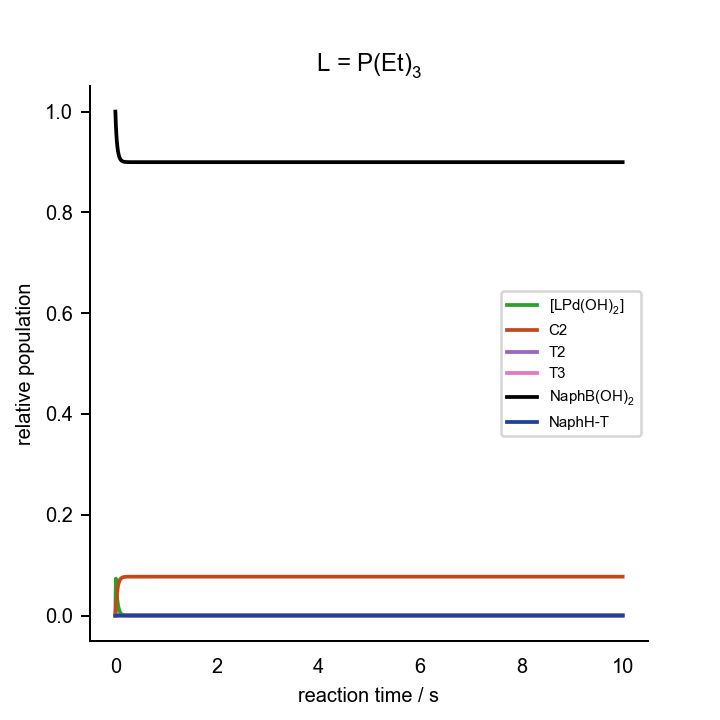 L = P(Et)₃
relative population
1.0
0.8
0.6
0.4
0.2
0.0
[LPd(OH)₂]
C2
T2
T3
NaphB(OH)₂
NaphH-T
0 2 4 6 8 10
reaction time / s